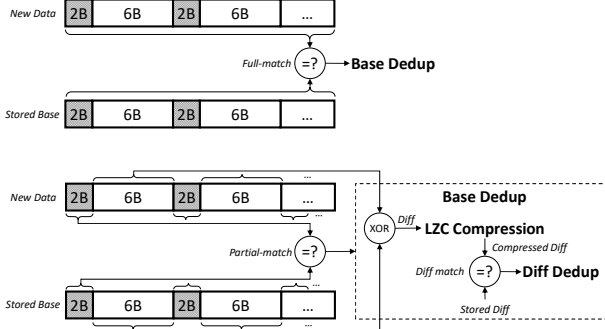 New Data 2B 6B 2B 6B ...
Full-match =? Base Dedup
Stored Base 2B 6B 2B 6B ...
...
New Data 2B 6B 2B 6B ...
...
Base Dedup
XOR Diff LZC Compression
Compressed Diff
Partial-match =?
Diff match =? Diff Dedup
...
Stored Base 2B 6B 2B 6B ...
Stored Diff
...